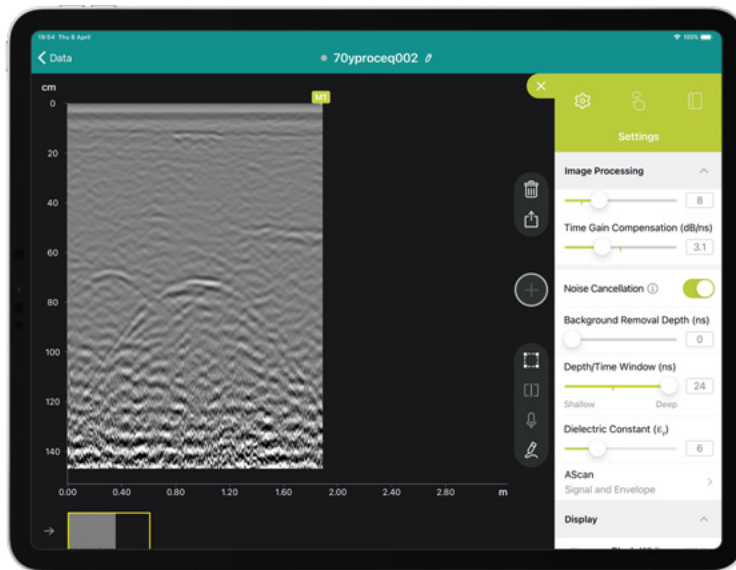 19:54 Thu 8 April
100%
Data
70yproceq002
cm
M1
0
20
40
60
80
100
120
140
0.00 0.40 0.80 1.20 1.60 2.00 2.40 2.80 m
Settings
Image Processing
8
Time Gain Compensation (dB/ns)
3.1
Noise Cancellation
Background Removal Depth (ns)
0
Depth/Time Window (ns)
24
Shallow Deep
Dielectric Constant (εr)
6
AScan
Signal and Envelope
Display